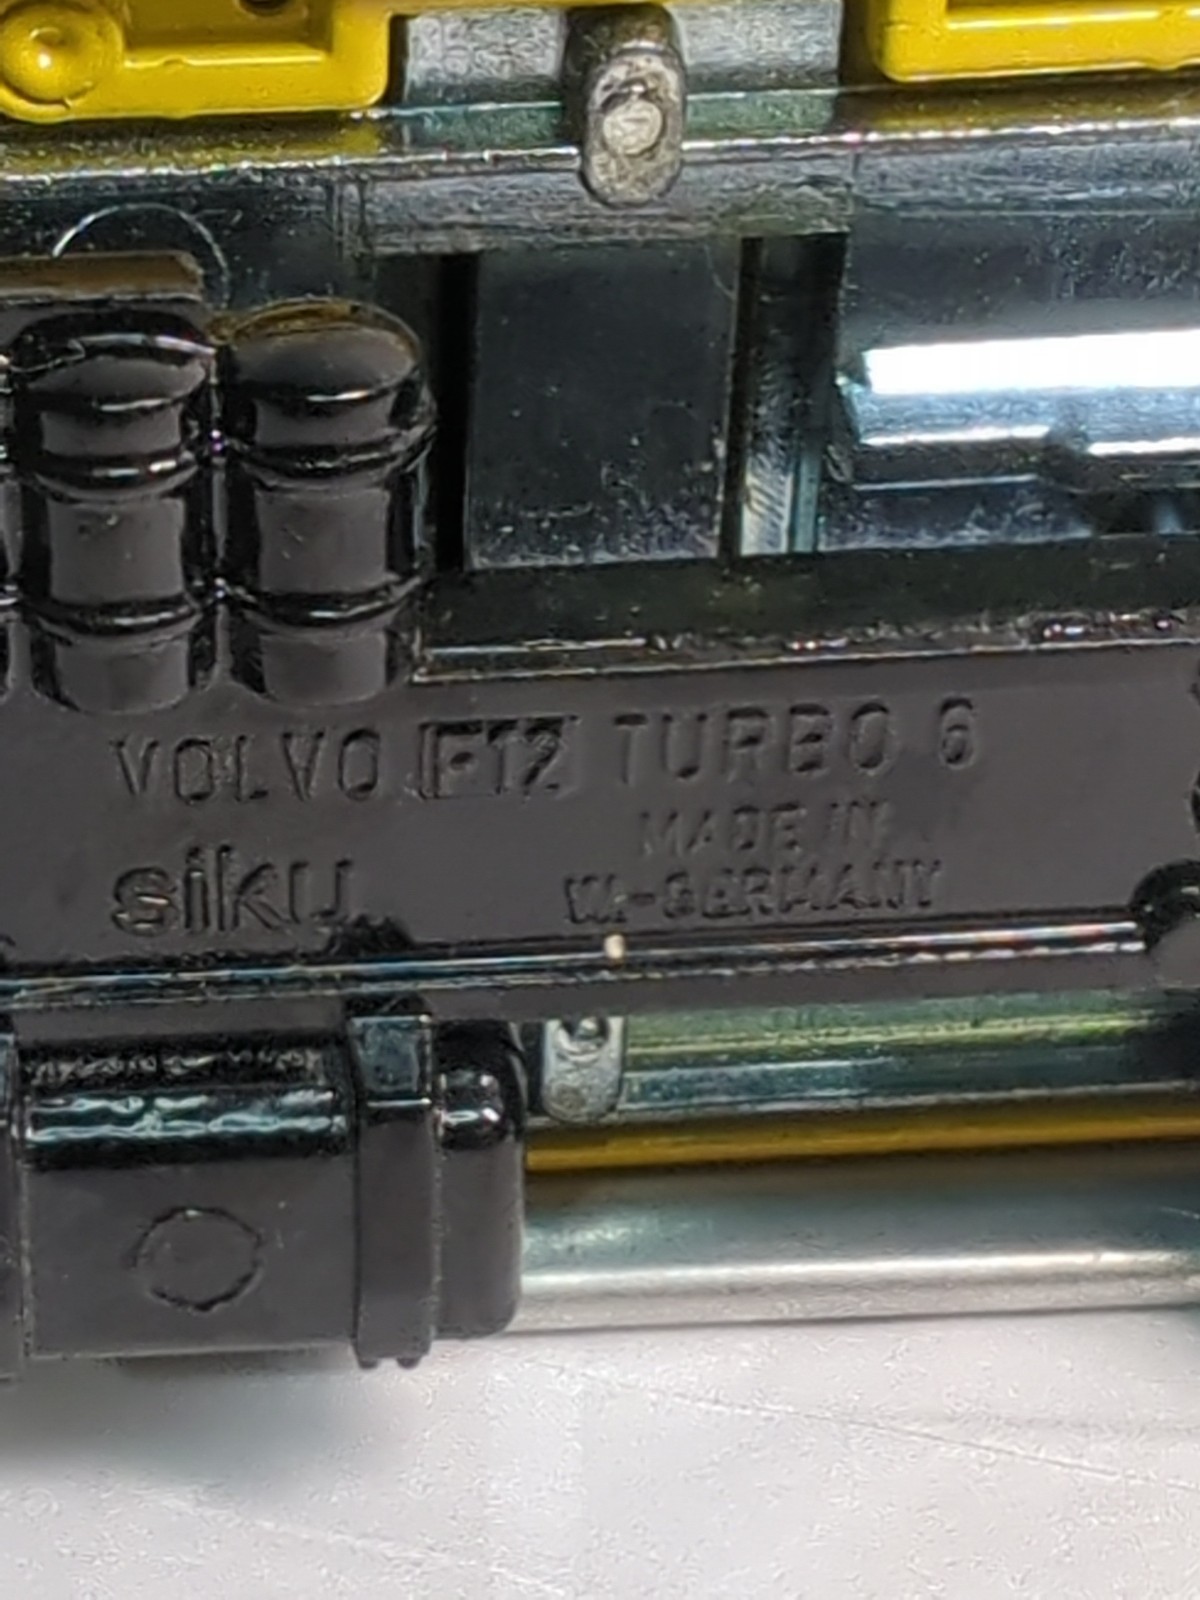 VOLVO F12 TURBO 6
MADE IN
siku W.-GERMANY